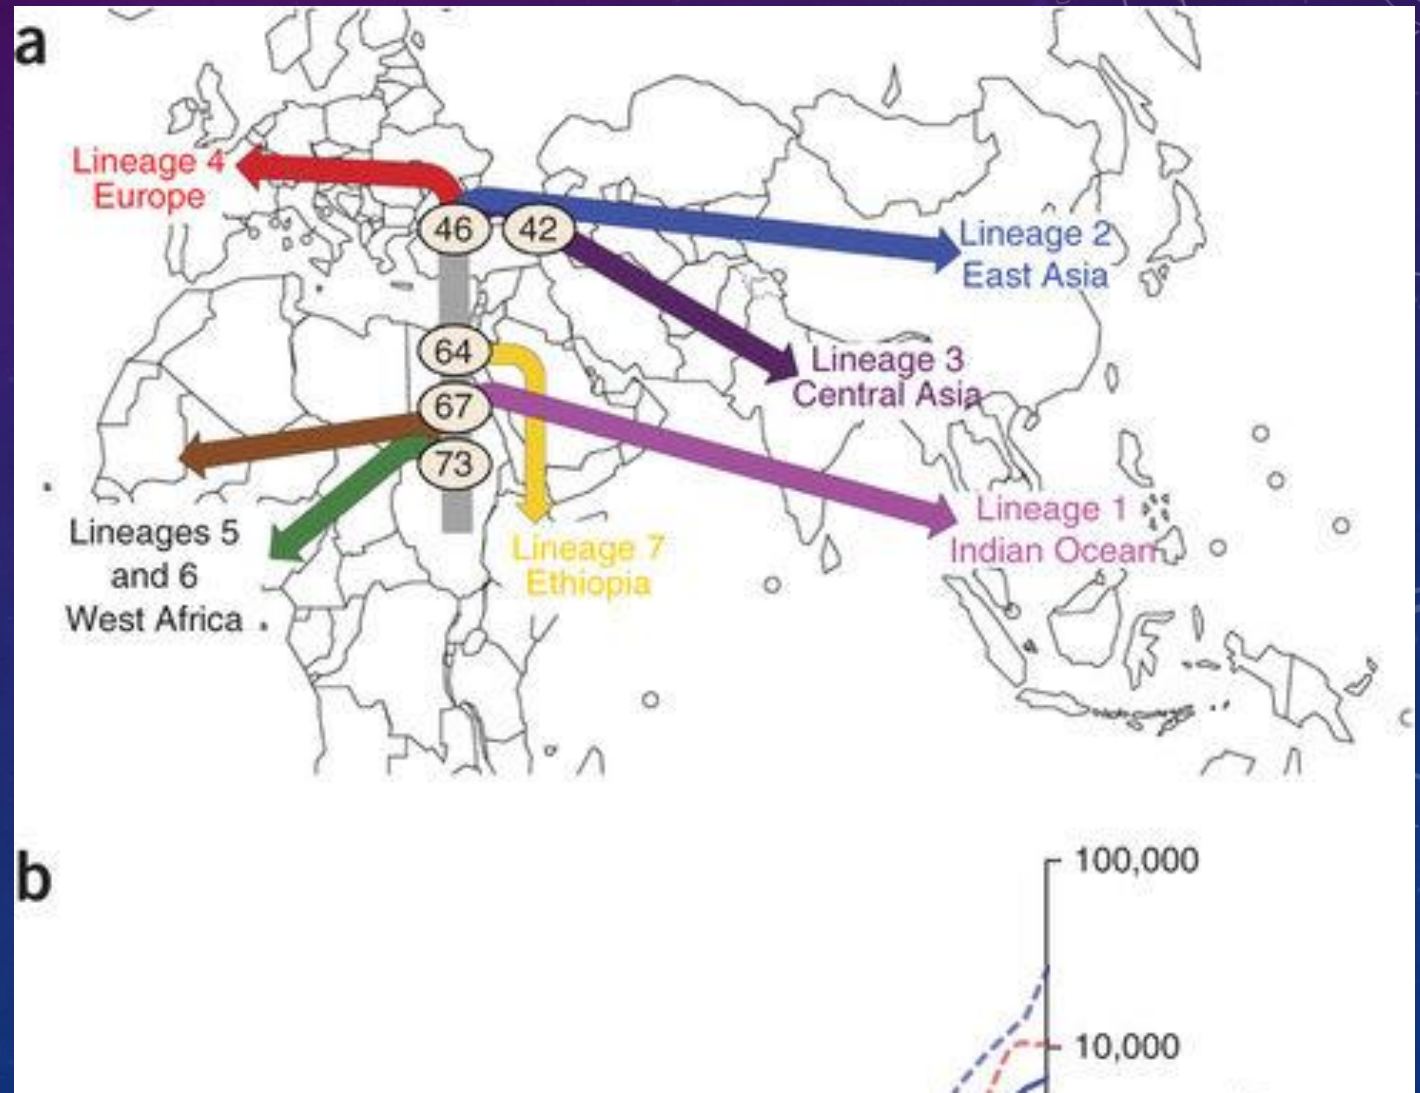 a
Lineage 4
Europe
46
42
Lineage 2
East Asia
64
Lineage 3
Central Asia
67
73
Lineages 5
and 6
West Africa
Lineage 7
Ethiopia
Lineage 1
Indian Ocean
b
100,000
10,000